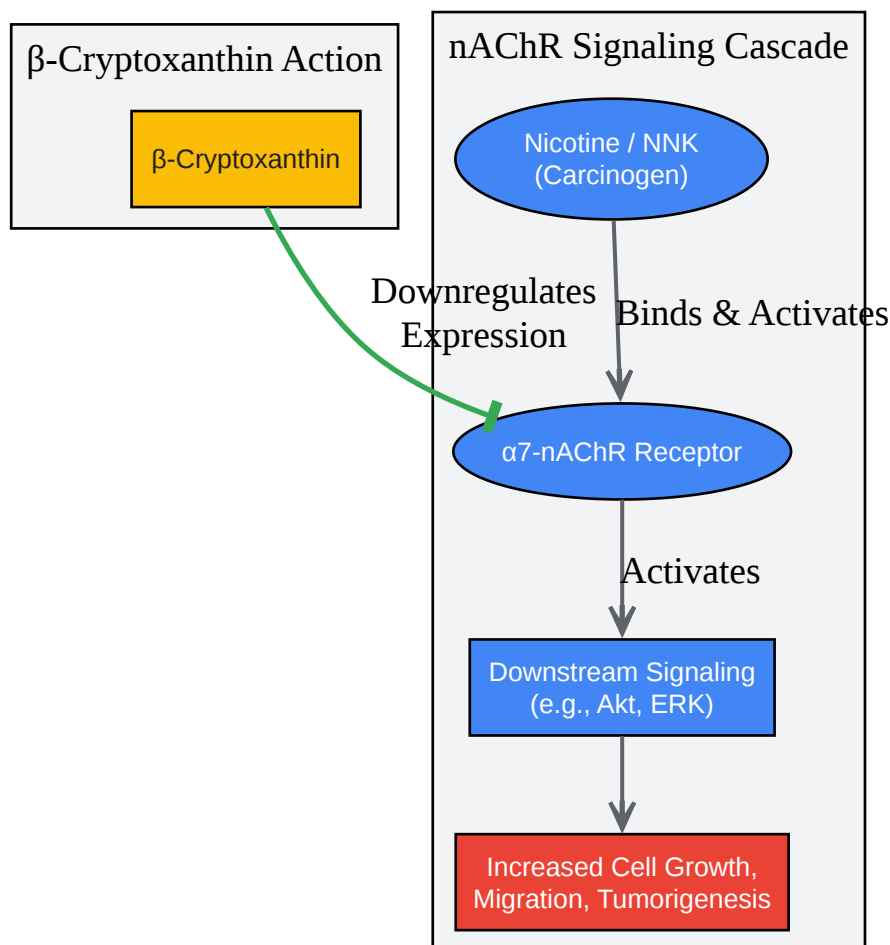 β-Cryptoxanthin Action
β-Cryptoxanthin
nAChR Signaling Cascade
Nicotine / NNK
(Carcinogen)
Downregulates
Expression
Binds & Activates
α7-nAChR Receptor
Activates
Downstream Signaling
(e.g., Akt, ERK)
Increased Cell Growth,
Migration, Tumorigenesis